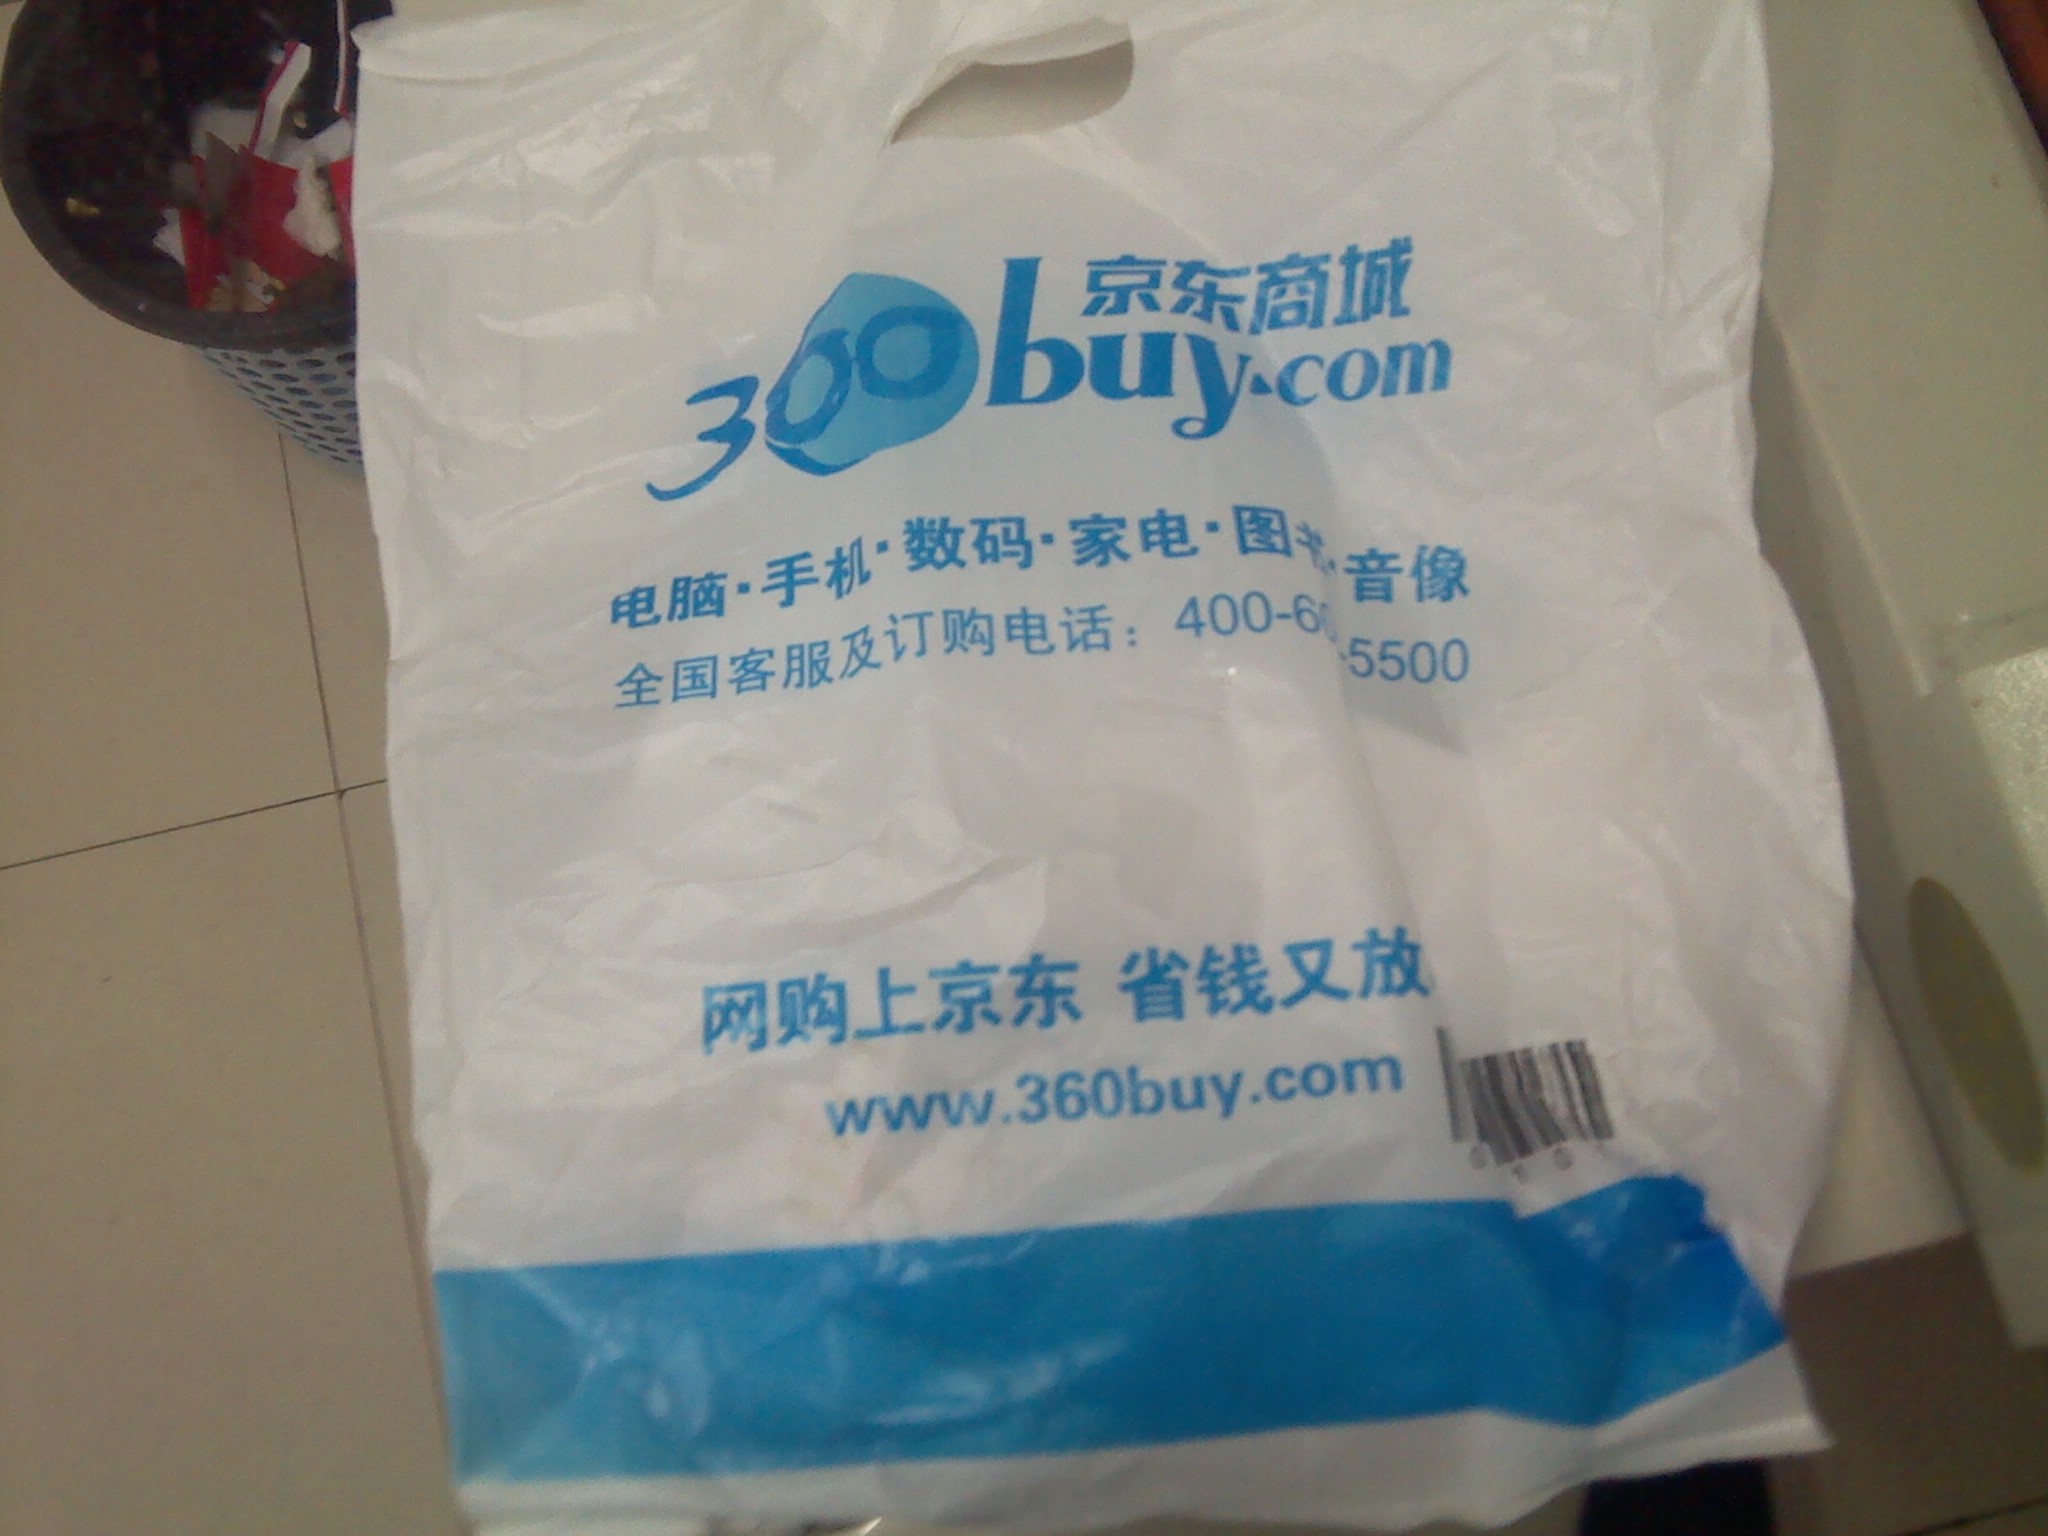 京东商城
360buy.com
电脑·手机·数码·家电·图书·音像
全国客服及订购电话：400-6 -5500
网购上京东 省钱又放
www.360buy.com